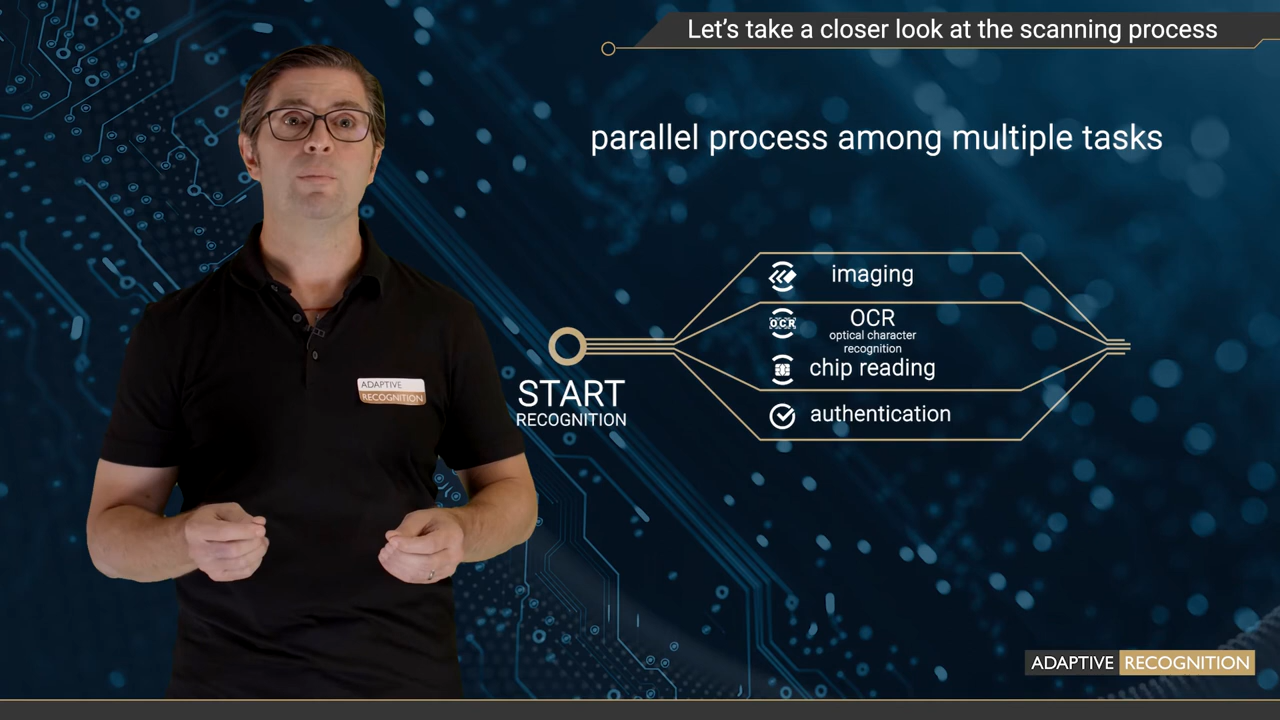 Let's take a closer look at the scanning process
parallel process among multiple tasks
imaging
OCR
OCR
optical character
recognition
chip reading
START
RECOGNITION
authentication
ADAPTIVE
RECOGNITION
ADAPTIVE RECOGNITION